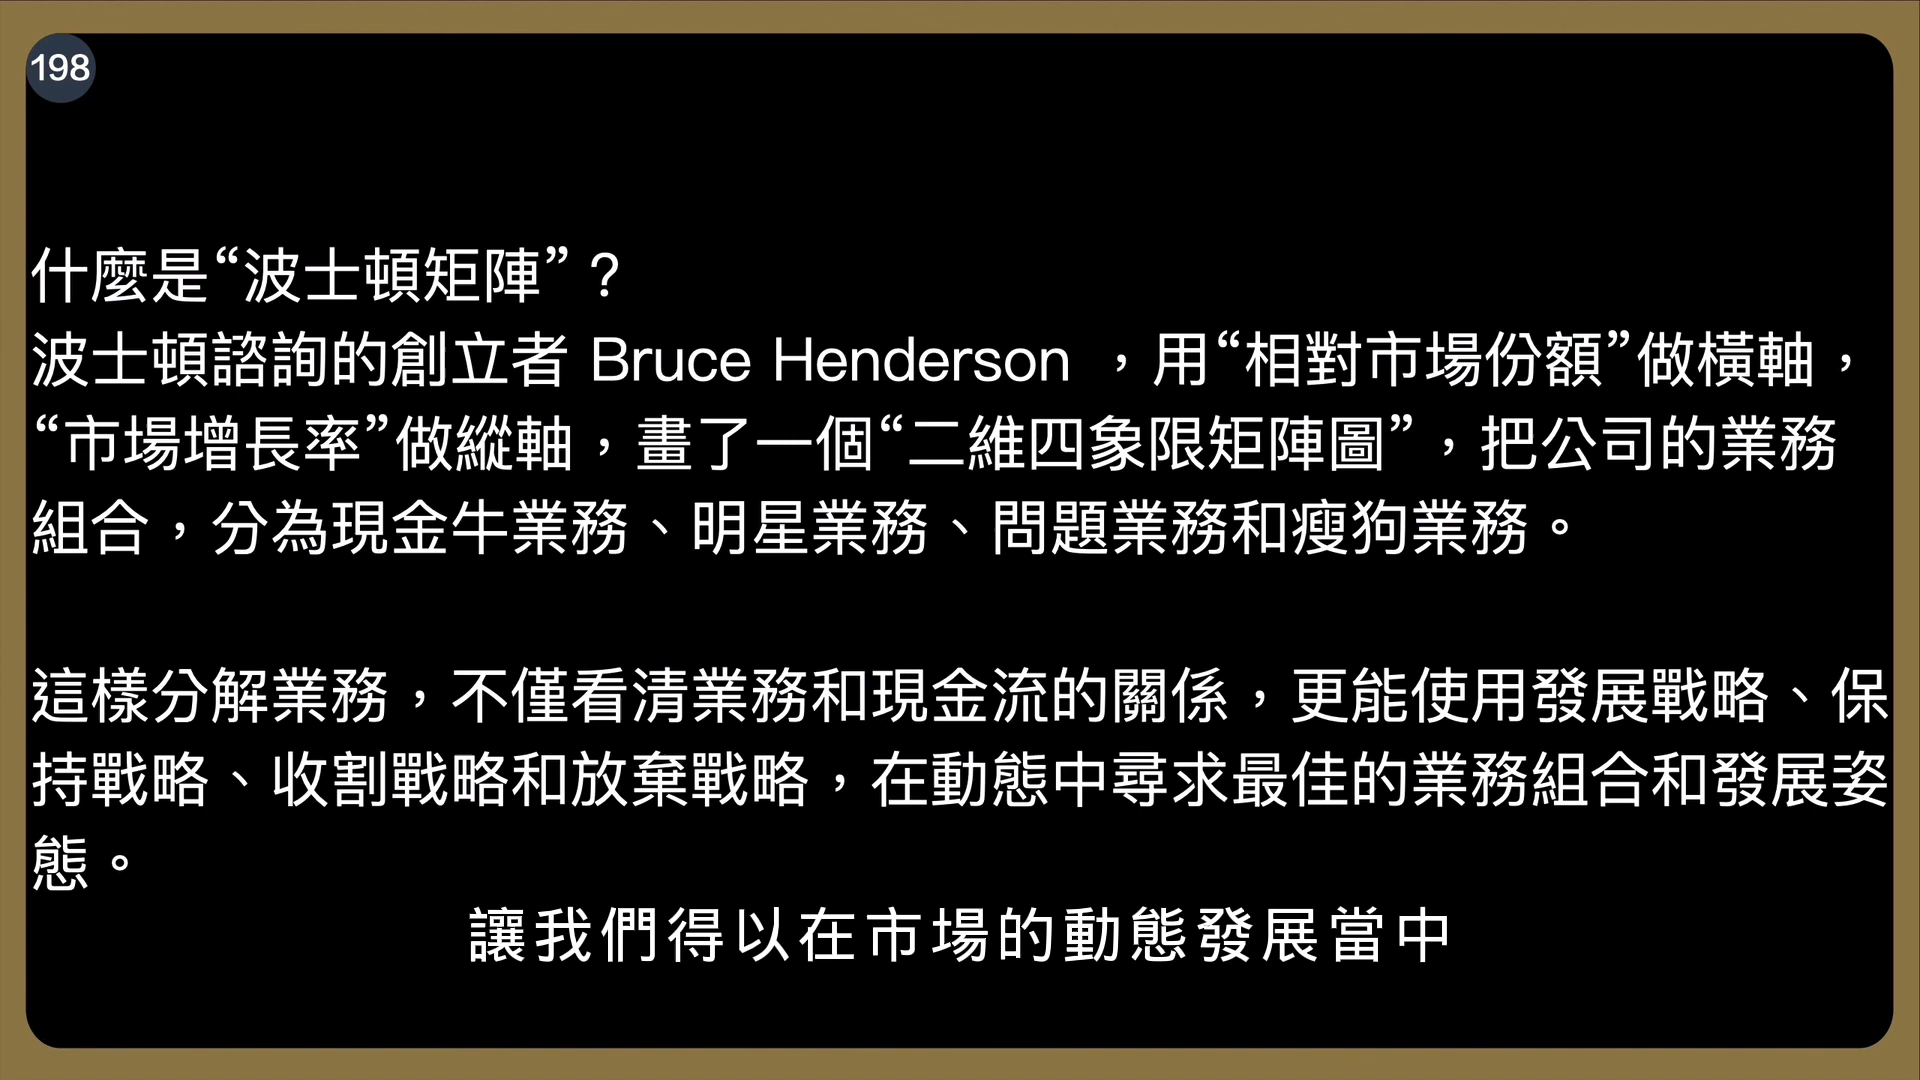 198
什麼是“波士頓矩陣”？
波士頓諮詢的創立者 Bruce Henderson ，用“相對市場份額”做橫軸，
“市場增長率”做縱軸，畫了一個“二維四象限矩陣圖”，把公司的業務
組合，分為現金牛業務、明星業務、問題業務和瘦狗業務。
這樣分解業務，不僅看清業務和現金流的關係，更能使用發展戰略、保
持戰略、收割戰略和放棄戰略，在動態中尋求最佳的業務組合和發展姿
態。
讓我們得以在市場的動態發展當中